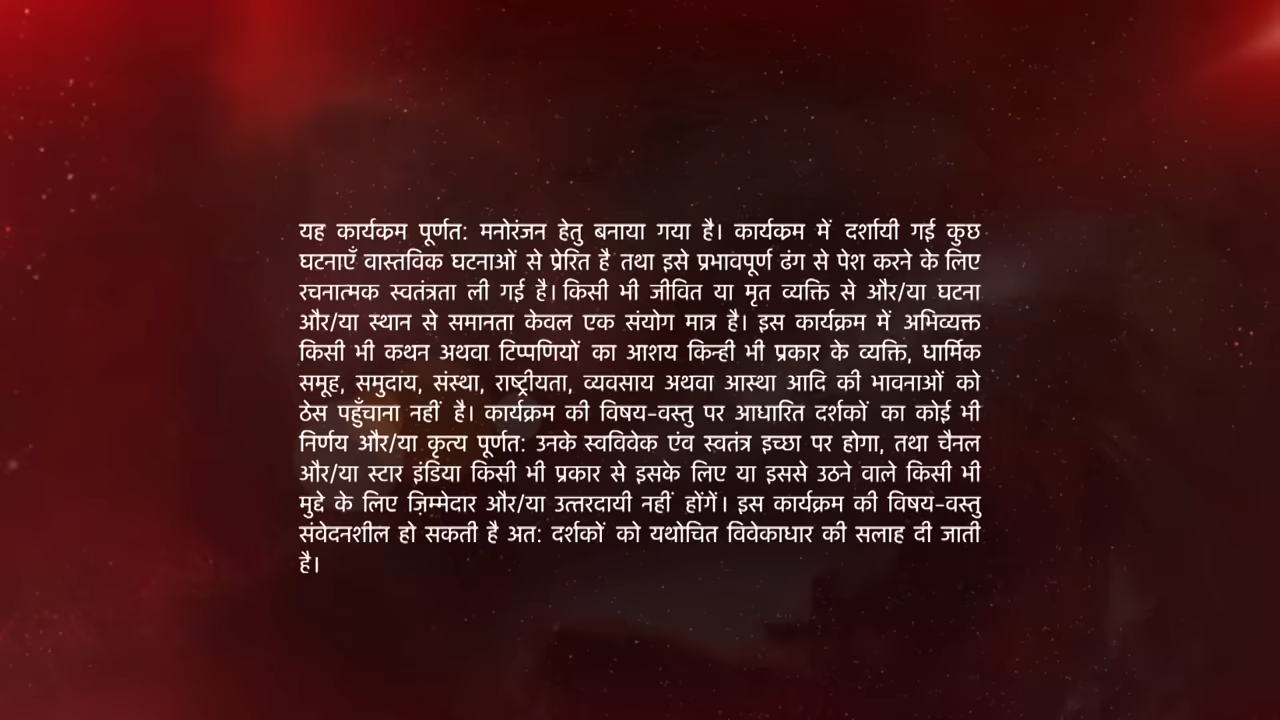 यह कार्यक्रम पूर्णत: मनोरंजन हेतु बनाया गया है। कार्यक्रम में दर्शायी गई कुछ
घटनाएँ वास्तविक घटनाओं से प्रेरित है तथा इसे प्रभावपूर्ण ढंग से पेश करने के लिए
रचनात्मक स्वतंत्रता ली गई है। किसी भी जीवित या मृत व्यक्ति से और/या घटना
और/या स्थान से समानता केवल एक संयोग मात्र है। इस कार्यक्रम में अभिव्यक्त
किसी भी कथन अथवा टिप्पणियों का आशय किन्ही भी प्रकार के व्यक्ति, धार्मिक
समूह, समुदाय, संस्था, राष्ट्रीयता, व्यवसाय अथवा आस्था आदि की भावनाओं को
ठेस पहुँचाना नहीं है। कार्यक्रम की विषय-वस्तु पर आधारित दर्शकों का कोई भी
निर्णय और/या कृत्य पूर्णत: उनके स्वविवेक एंव स्वतंत्र इच्छा पर होगा, तथा चैनल
और/या स्टार इंडिया किसी भी प्रकार से इसके लिए या इससे उठने वाले किसी भी
मुद्दे के लिए ज़िम्मेदार और/या उत्तरदायी नहीं होंगें। इस कार्यक्रम की विषय-वस्तु
संवेदनशील हो सकती है अत: दर्शकों को यथोचित विवेकाधार की सलाह दी जाती
है।